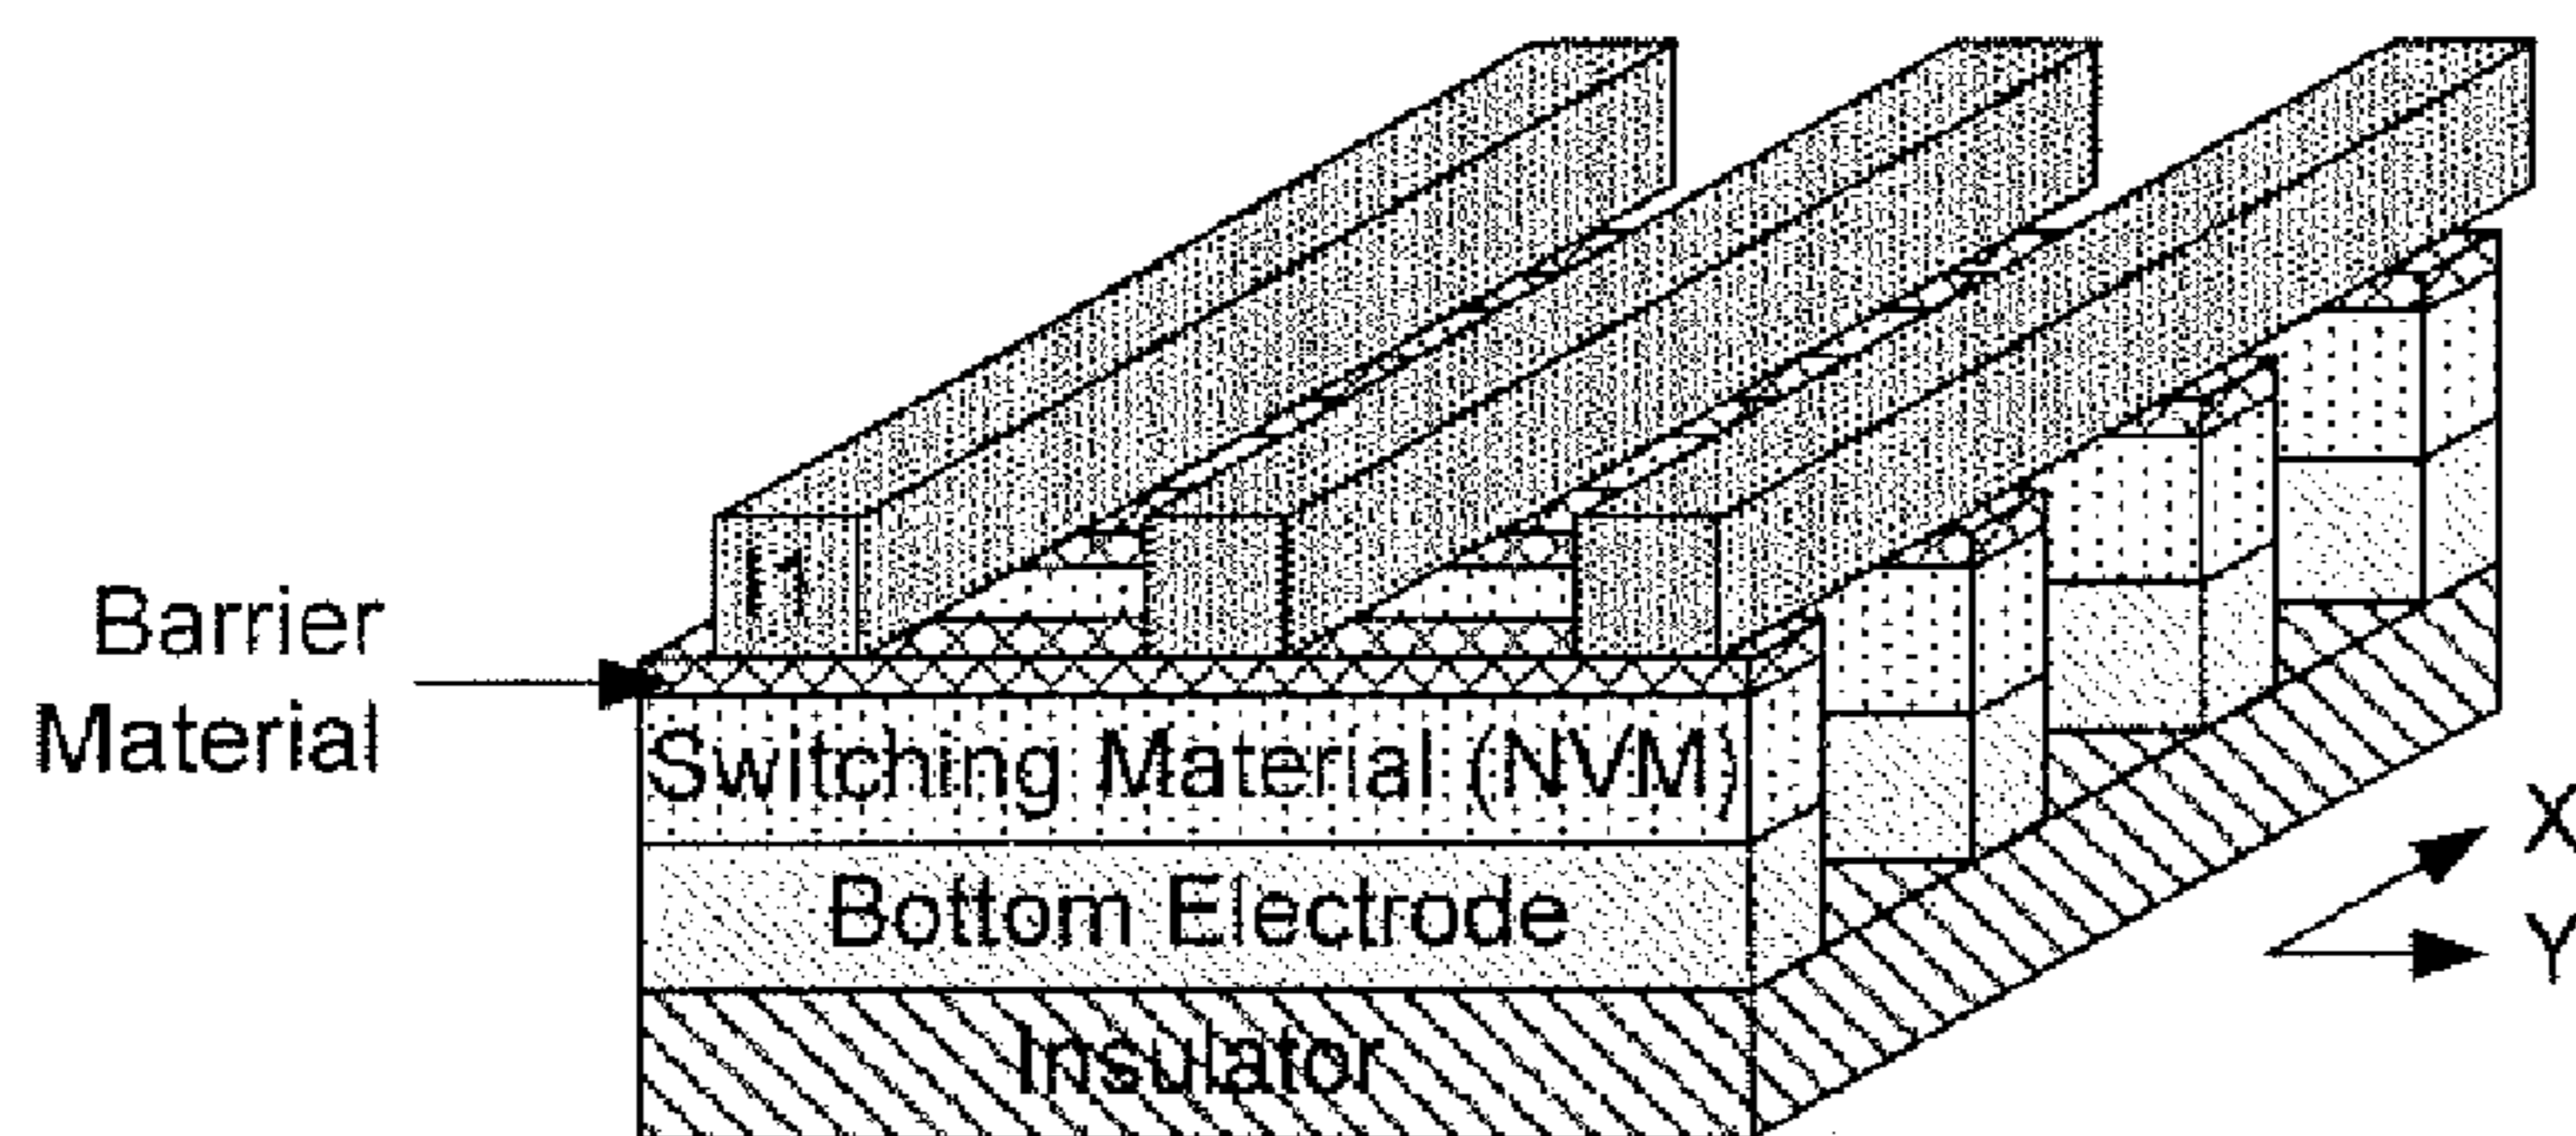 I1
Barrier
Material
Switching Material (NVM)
Bottom Electrode
Insulator
X
Y